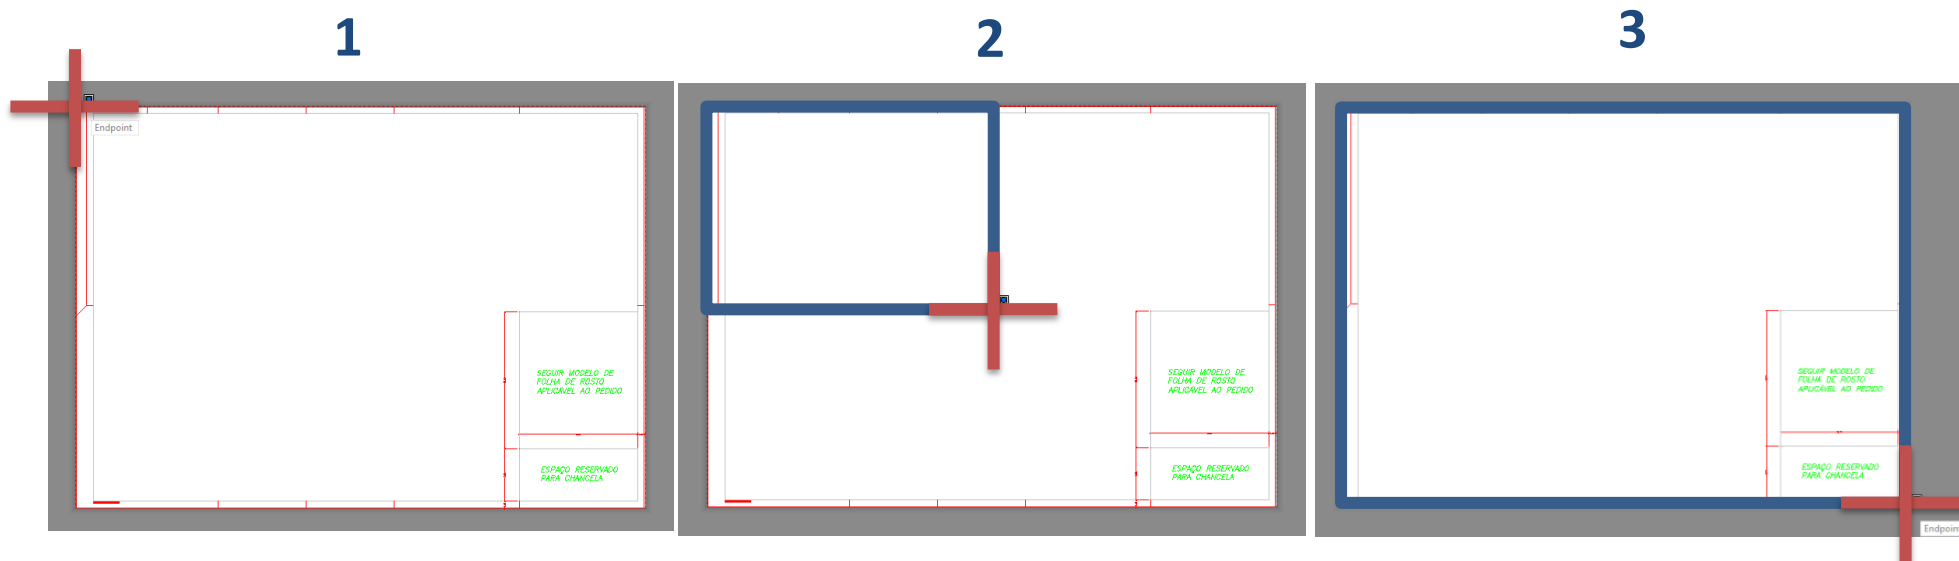 1
2
3
Endpoint
SEGUIR MODELO DE
FOLHA DE ROSTO
APLICÁVEL AO PEDIDO
ESPAÇO RESERVADO
PARA CHANCELA
SEGUIR MODELO DE
FOLHA DE ROSTO
APLICÁVEL AO PEDIDO
ESPAÇO RESERVADO
PARA CHANCELA
SEGUIR MODELO DE
FOLHA DE ROSTO
APLICÁVEL AO PEDIDO
ESPAÇO RESERVADO
PARA CHANCELA
Endpoint